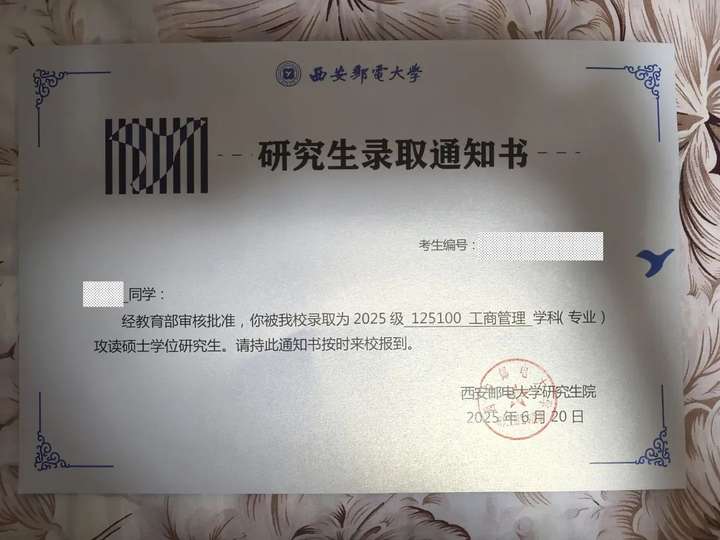 西安邮电大学
研究生录取通知书
考生编号：
同学：
经教育部审核批准，你被我校录取为 2025 级 125100 工商管理 学科（专业）
攻读硕士学位研究生。请持此通知书按时来校报到。
西安邮电大学研究生院
2025 年 6 月 20 日